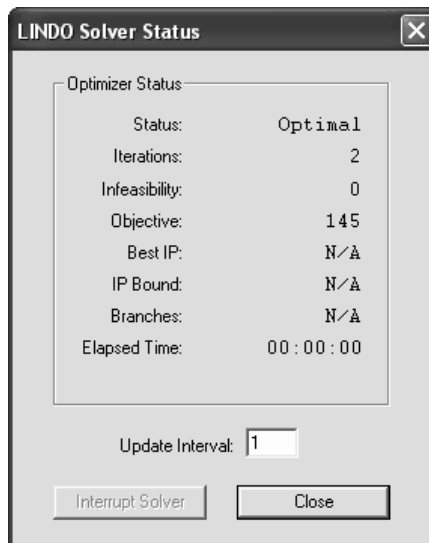 LINDO Solver Status
Optimizer Status
Status: Optimal
Iterations: 2
Infeasibility: 0
Objective: 145
Best IP: N/A
IP Bound: N/A
Branches: N/A
Elapsed Time: 00:00:00
Update Interval: 1
Interrupt Solver Close